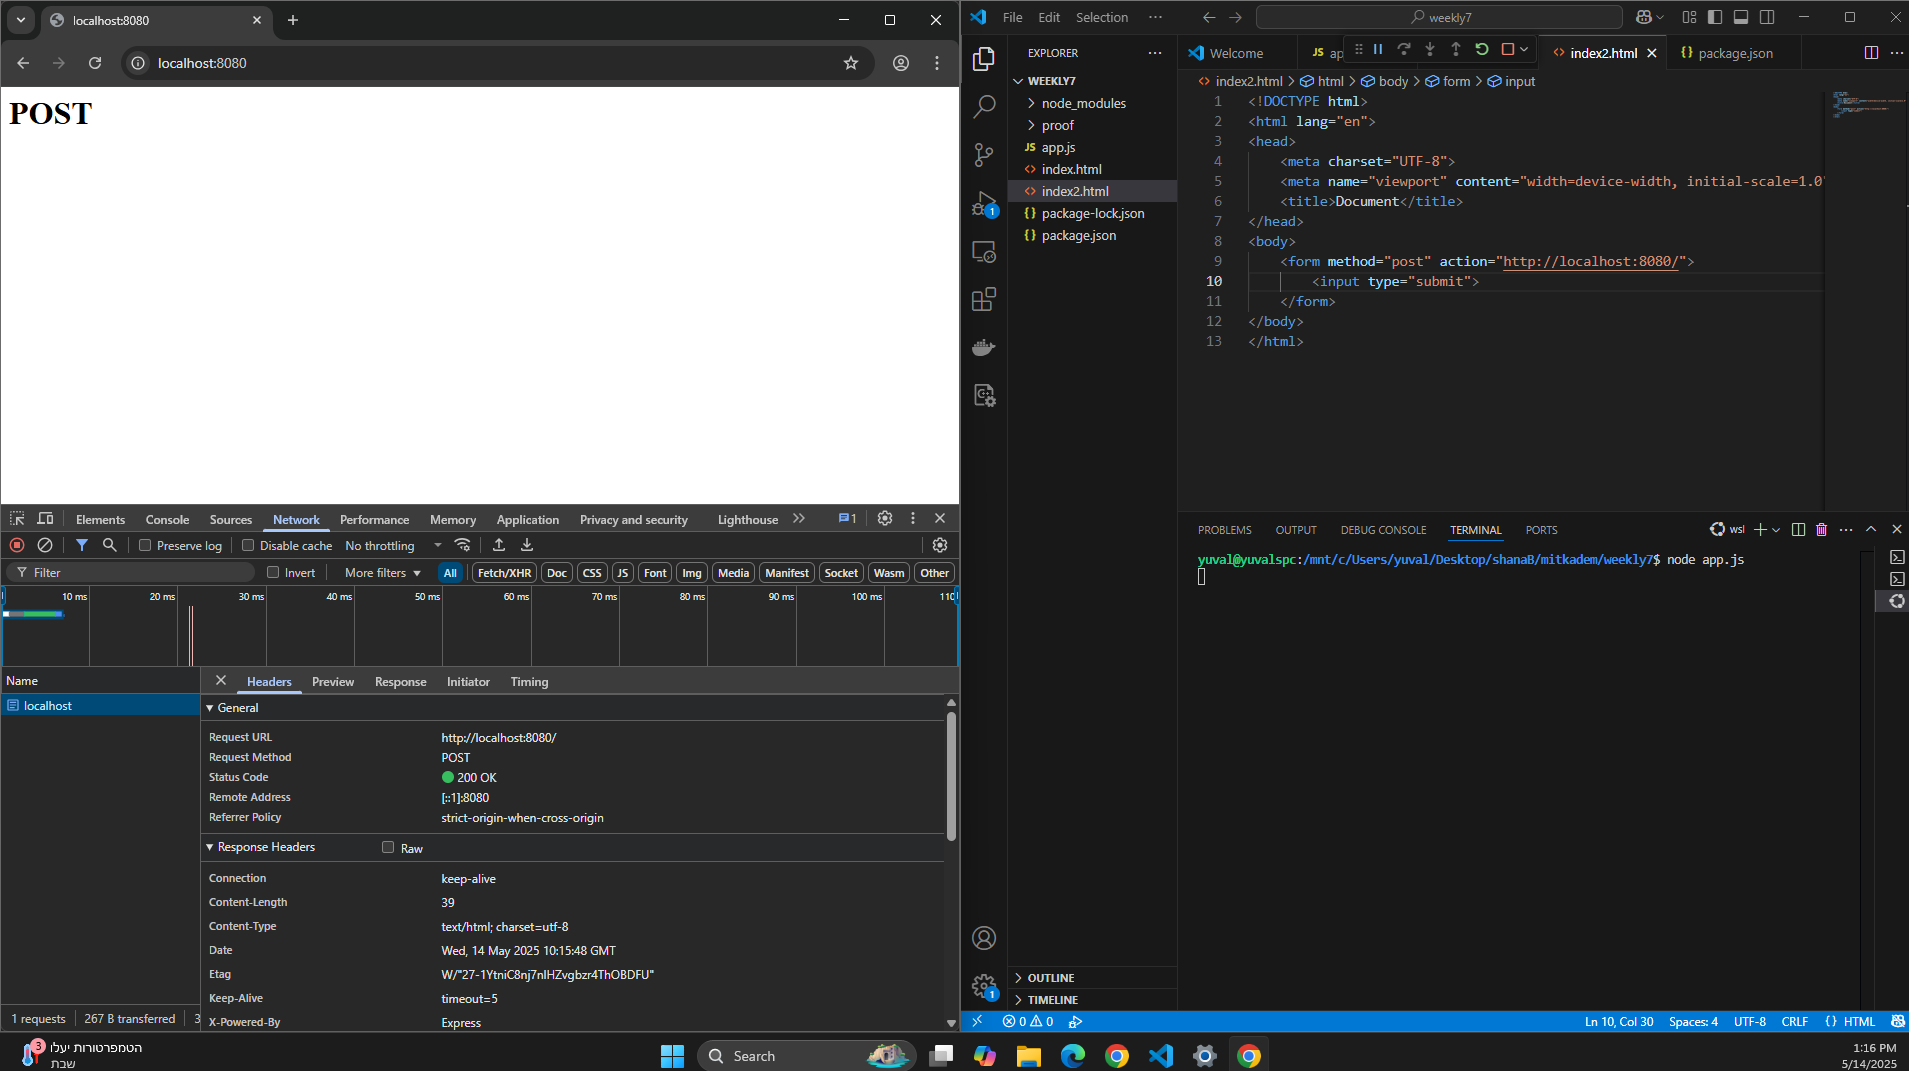 localhost:8080
localhost:8080
POST
Elements Console Sources Network Performance Memory Application Privacy and security Lighthouse 1
Preserve log Disable cache No throttling
Filter Invert More filters All Fetch/XHR Doc CSS JS Font Img Media Manifest Socket Wasm Other
10 ms 20 ms 30 ms 40 ms 50 ms 60 ms 70 ms 80 ms 90 ms 100 ms 110
Name
localhost
Headers Preview Response Initiator Timing
General
Request URL http://localhost:8080/
Request Method POST
Status Code 200 OK
Remote Address [::1]:8080
Referrer Policy strict-origin-when-cross-origin
Response Headers Raw
Connection keep-alive
Content-Length 39
Content-Type text/html; charset=utf-8
Date Wed, 14 May 2025 10:15:48 GMT
Keep-Alive timeout=5
X-Powered-By Express
1 requests 267 B transferred 3
File Edit Selection ··· weekly7
EXPLORER
WEEKLY7
node_modules
proof
JS app.js
index.html
index2.html
{} package-lock.json
{} package.json
OUTLINE
TIMELINE
1
1
Welcome JS ap index2.html {} package.json
index2.html > html > body > form > input
1 <!DOCTYPE html>
2 <html lang="en">
3 <head>
4 <meta charset="UTF-8">
5 <meta name="viewport" content="width=device-width, initial-scale=1.0"
6 <title>Document</title>
7 </head>
8 <body>
9 <form method="post" action="http://localhost:8080/">
10 <input type="submit">
11 </form>
12 </body>
13 </html>
PROBLEMS OUTPUT DEBUG CONSOLE TERMINAL PORTS wsl
yuval@yuvalspc:/mnt/c/Users/yuval/Desktop/shanaB/mitkadem/weekly7$ node app.js
0 0 Ln 10, Col 30 Spaces: 4 UTF-8 CRLF {} HTML
3 הטמפרטורות יעלו
שבת
Search
1:16 PM
5/14/2025